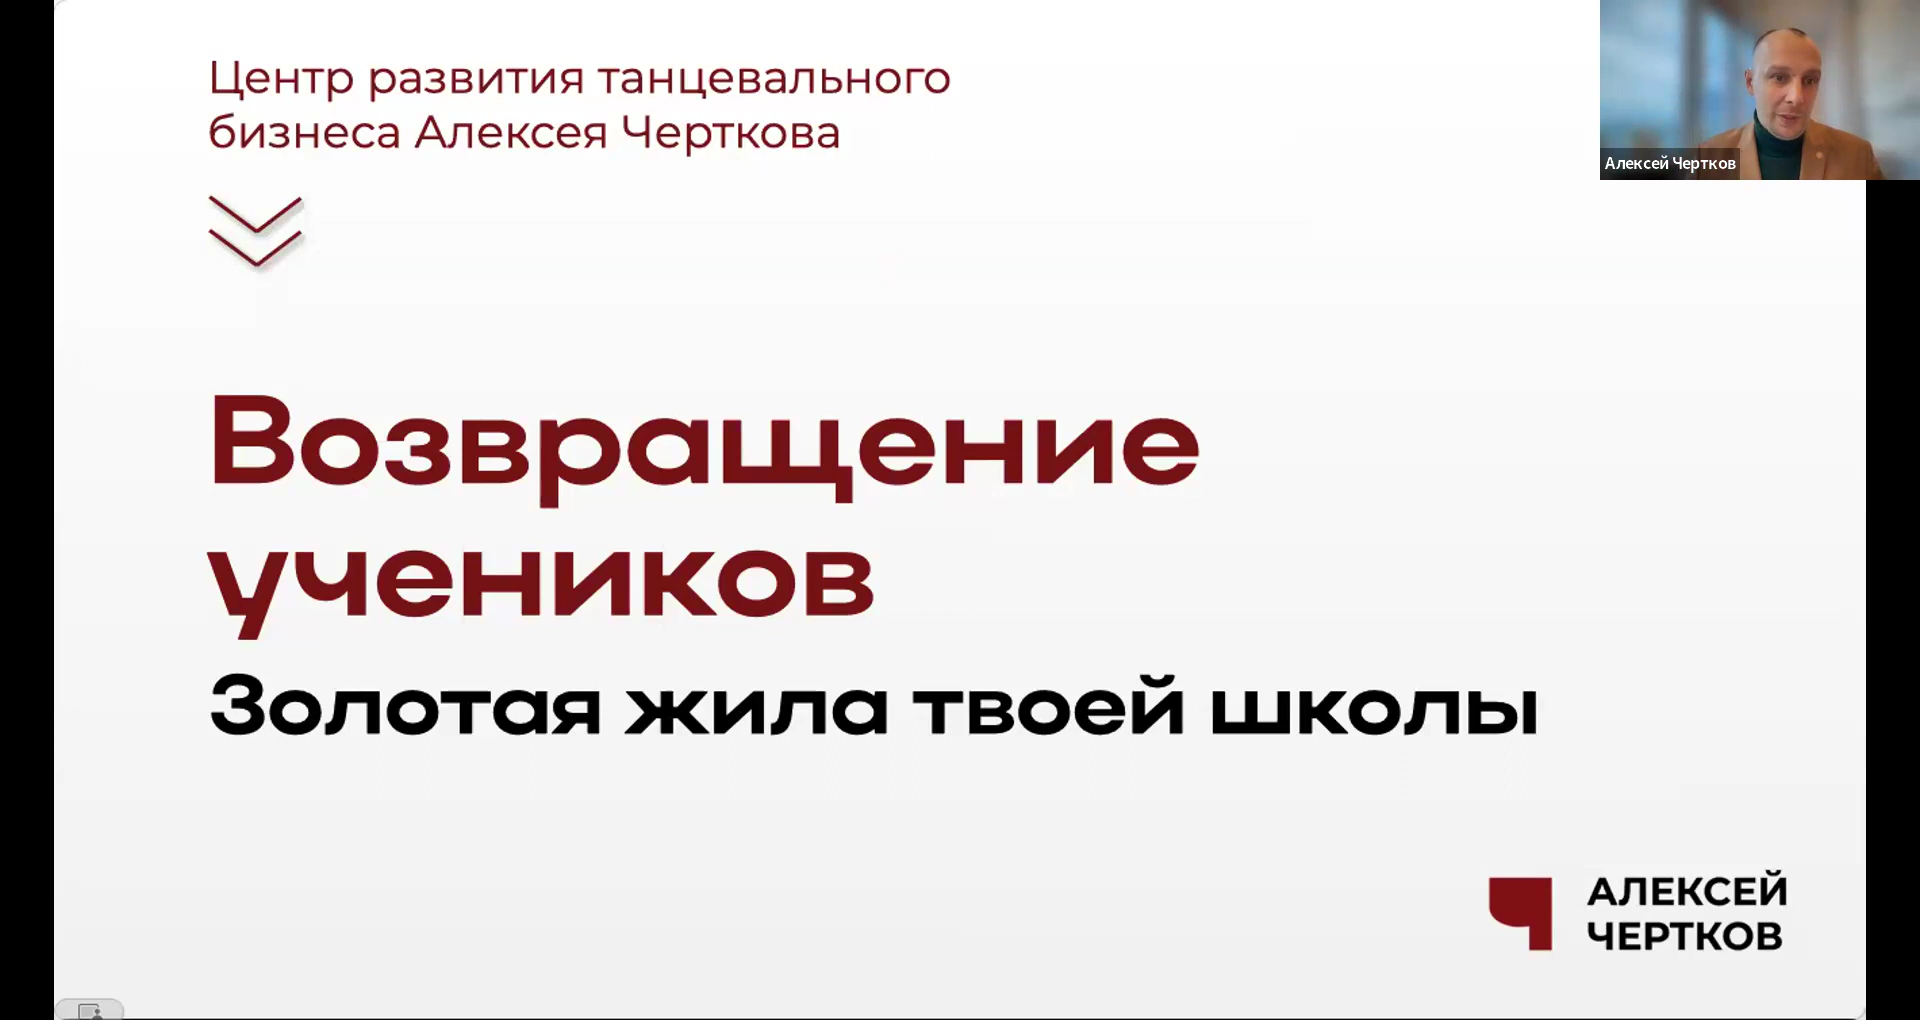 Центр развития танцевального
бизнеса Алексея Черткова
Алексей Чертков
Возвращение
учеников
Золотая жила твоей школы
АЛЕКСЕЙ
ЧЕРТКОВ